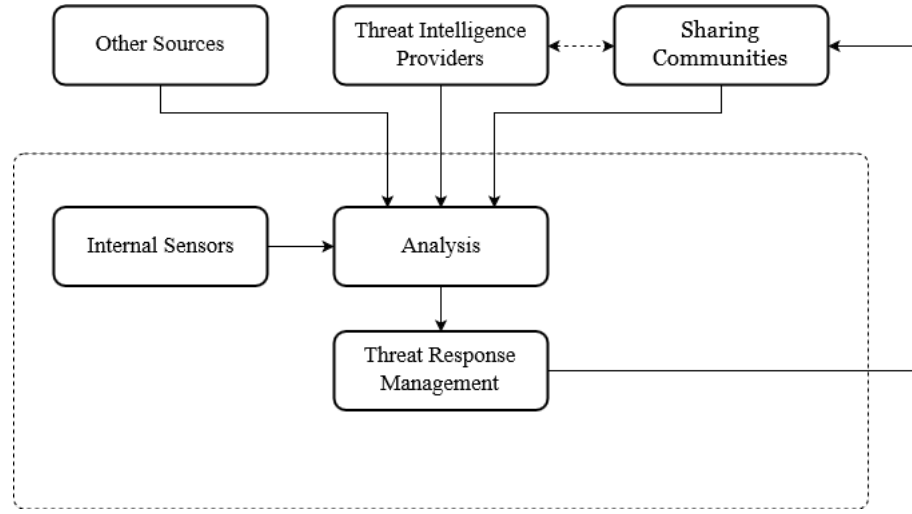 Other Sources
Threat Intelligence
Providers
Sharing
Communities
Internal Sensors
Analysis
Threat Response
Management